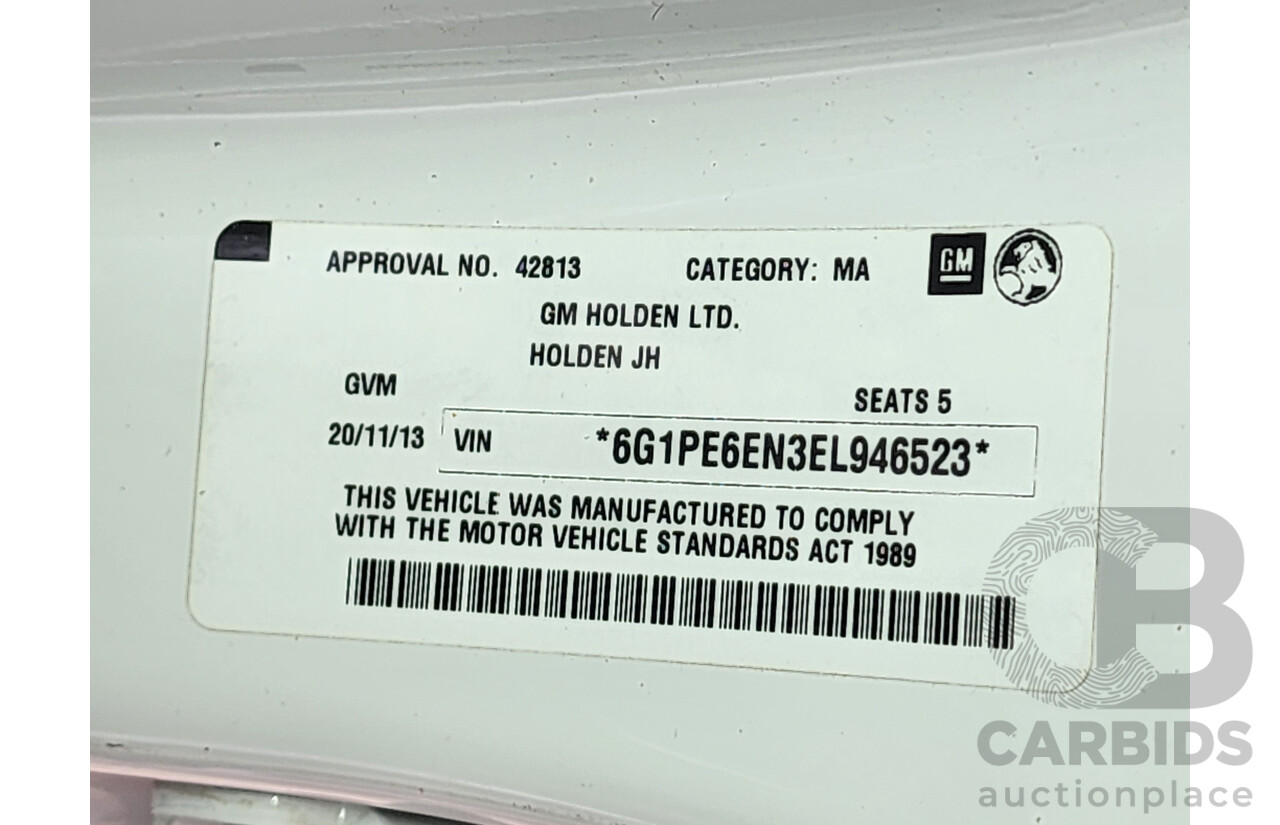 APPROVAL NO. 42813 CATEGORY: MA GM
GM HOLDEN LTD.
HOLDEN JH
GVM SEATS 5
20/11/13 VIN *6G1PE6EN3EL946523*
THIS VEHICLE WAS MANUFACTURED TO COMPLY
WITH THE MOTOR VEHICLE STANDARDS ACT 1989
CB
CARBIDS
auctionplace